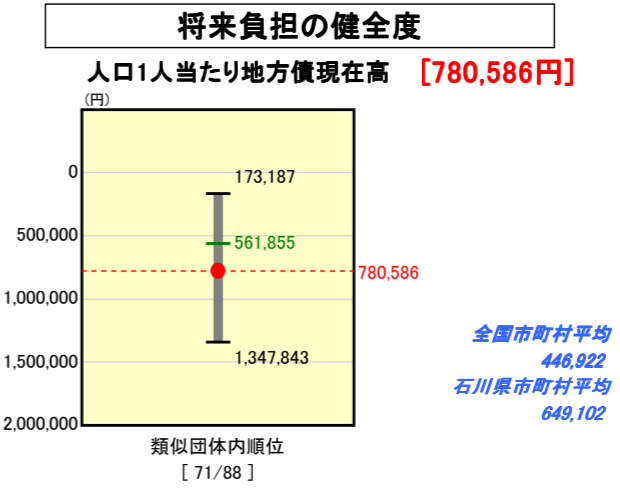 将来負担の健全度
人口1人当たり地方債現在高 [780,586円]
(円)
0
173,187
500,000
561,855
780,586
1,000,000
1,347,843
1,500,000
2,000,000
全国市町村平均
446,922
石川県市町村平均
649,102
類似団体内順位
[ 71/88 ]